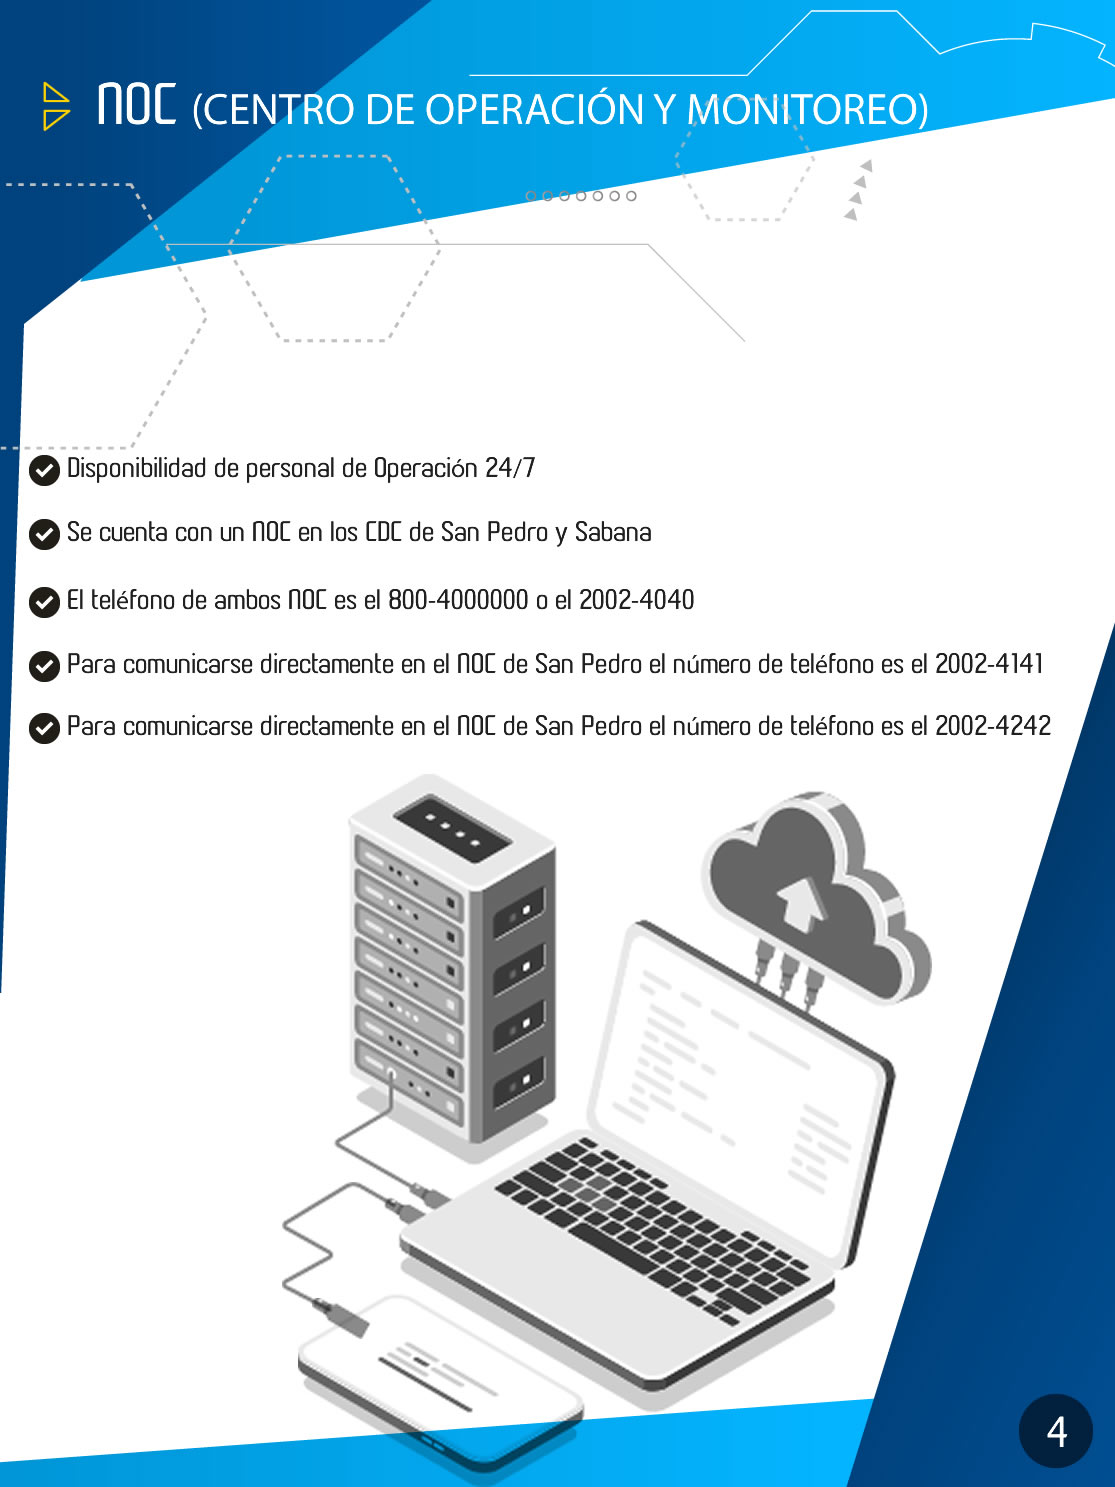 NOC (CENTRO DE OPERACIÓN Y MONITOREO)
Disponibilidad de personal de Operación 24/7
Se cuenta con un NOC en los CDC de San Pedro y Sabana
El teléfono de ambos NOC es el 800-4000000 o el 2002-4040
Para comunicarse directamente en el NOC de San Pedro el número de teléfono es el 2002-4141
Para comunicarse directamente en el NOC de San Pedro el número de teléfono es el 2002-4242
4